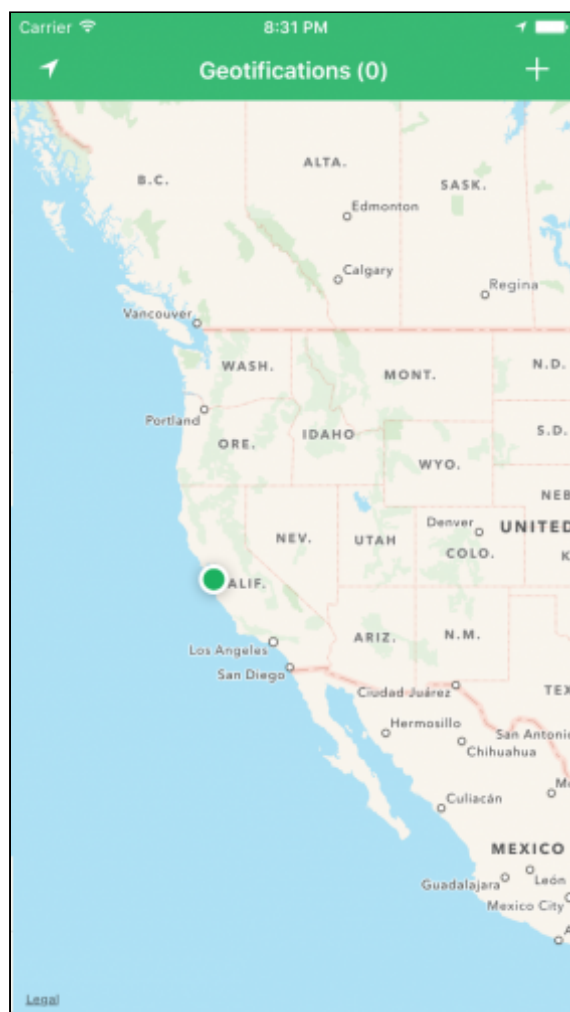 Carrier 8:31 PM
Geotifications (0)
ALTA.
B.C.
SASK.
Edmonton
Calgary
Regina
Vancouver
WASH.
N.D.
MONT.
Portland
IDAHO
S.D.
ORE.
WYO.
NEB
Denver
UNITED
NEV.
UTAH
COLO.
K
ALIF.
ARIZ.
N.M.
Los Angeles
San Diego
Ciudad Juárez
TEX
Hermosillo
San Antonio
Chihuahua
Mo
Culiacán
MEXICO
León
Guadalajara
Mexico City
A
Legal